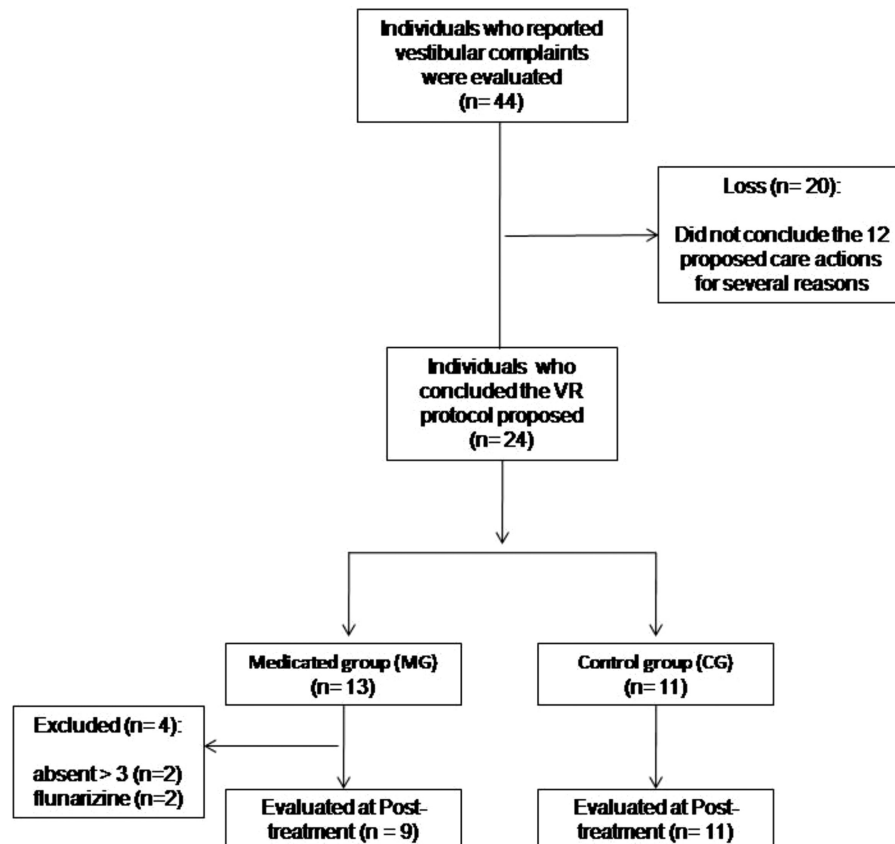 Individuals who reported
vestibular complaints
were evaluated
(n= 44)
Loss (n= 20):
Did not conclude the 12
proposed care actions
for several reasons
Individuals who
concluded the VR
protocol proposed
(n= 24)
Medicated group (MG)
(n= 13)
Control group (CG)
(n= 11)
Excluded (n= 4):
absent > 3 (n=2)
flunarizine (n=2)
Evaluated at Post-
treatment (n = 9)
Evaluated at Post-
treatment (n= 11)